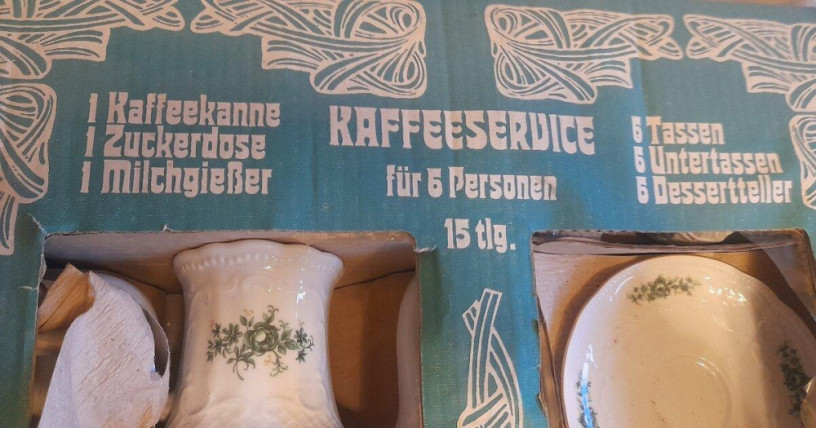 1 Kaffeekanne
1 Zuckerdose
1 Milchgießer
KAFFEESERVICE
für 6 Personen
15 tlg.
6 Tassen
6 Untertassen
6 Dessertteller